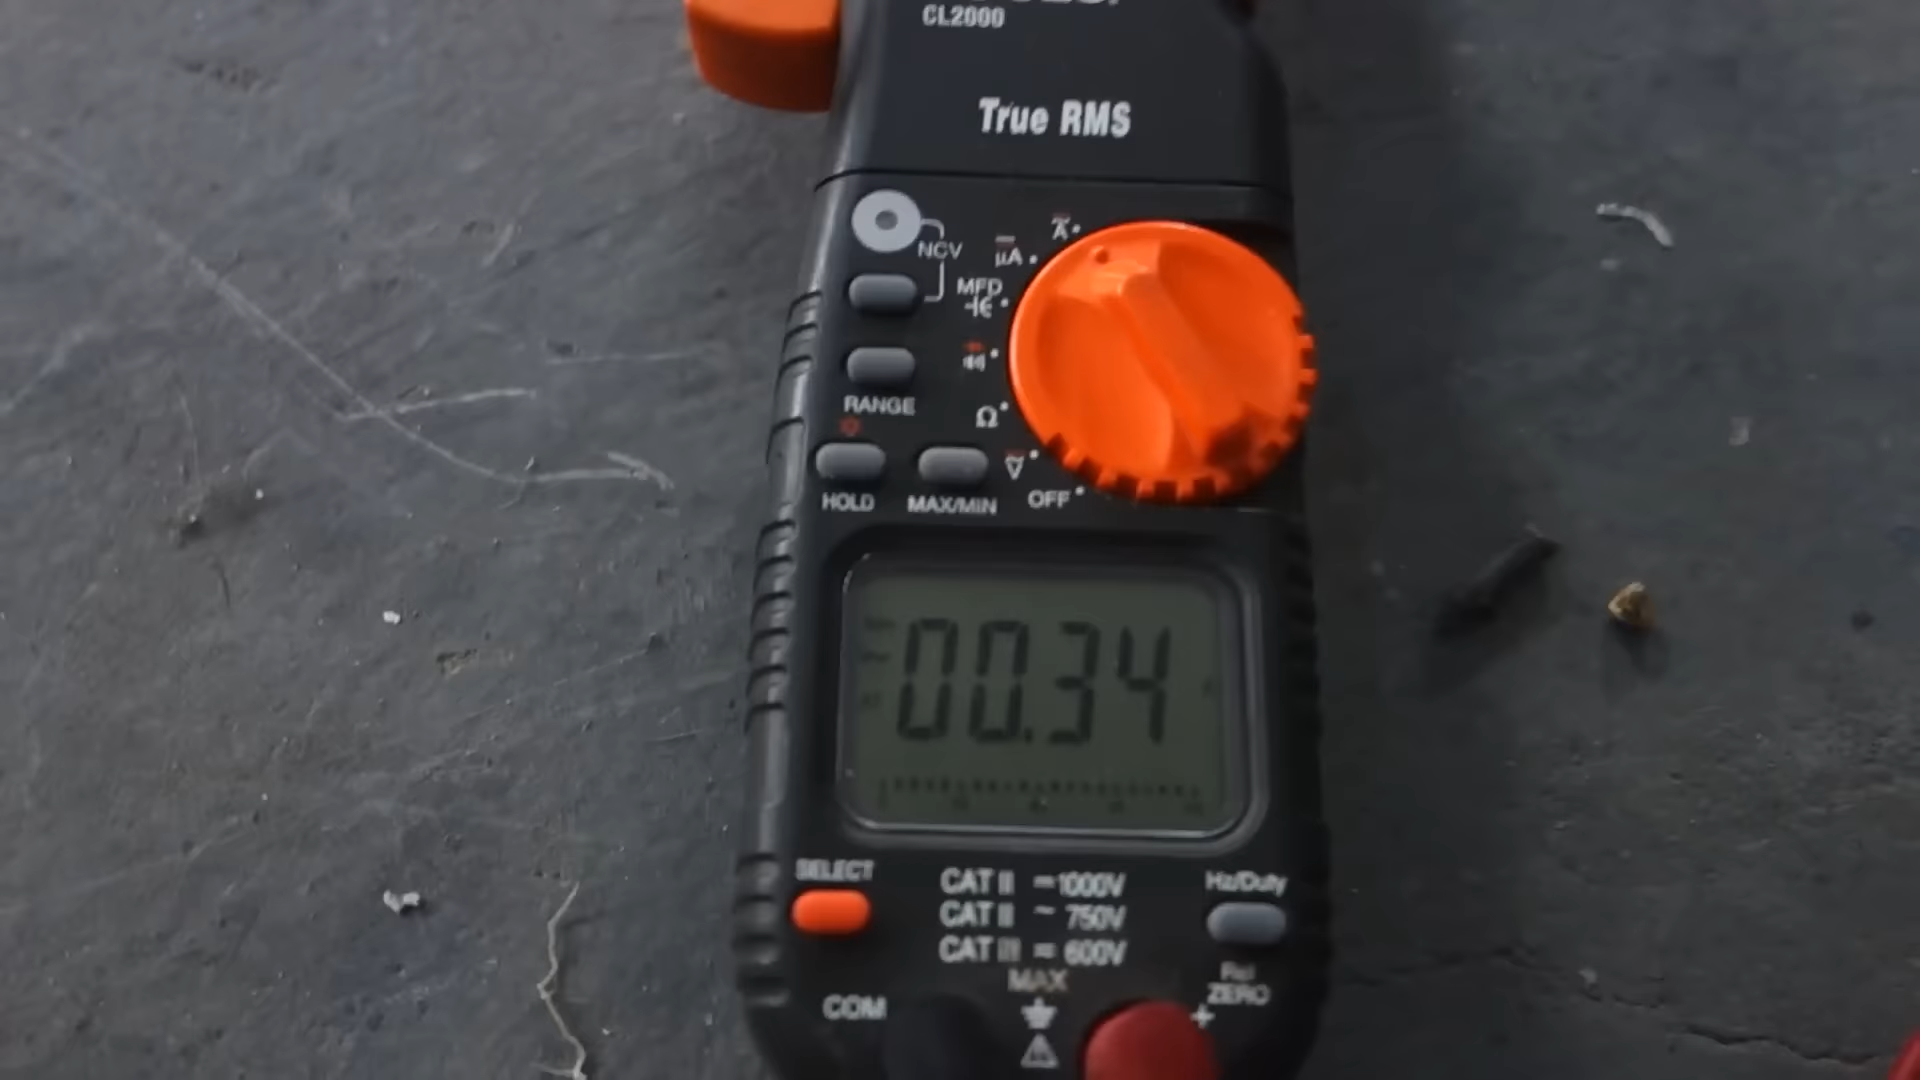 CL2000
True RMS
NCV
A
µA
MFD
RANGE
Ω
V
HOLD
MAX/MIN
OFF
00.34
SELECT
CAT II ⎓1000V
Hz/Duty
CAT II ~ 750V
CAT III ⎓ 600V
MAX
Rel
ZERO
COM
+